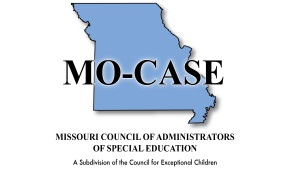 MO-CASE
MISSOURI COUNCIL OF ADMINISTRATORS
OF SPECIAL EDUCATION
A Subdivision of the Council for Exceptional Children